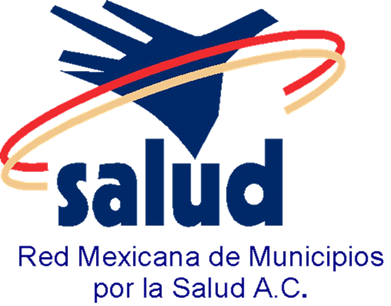 salud
Red Mexicana de Municipios
por la Salud A.C.